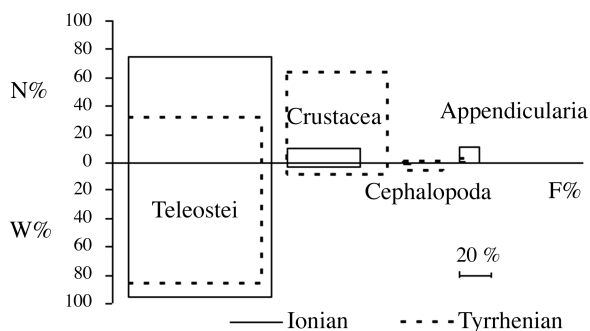 100
80
60
N%
40
20
0
20
40
W%
60
80
100
Crustacea
Appendicularia
Teleostei
Cephalopoda
F%
20 %
Ionian
Tyrrhenian